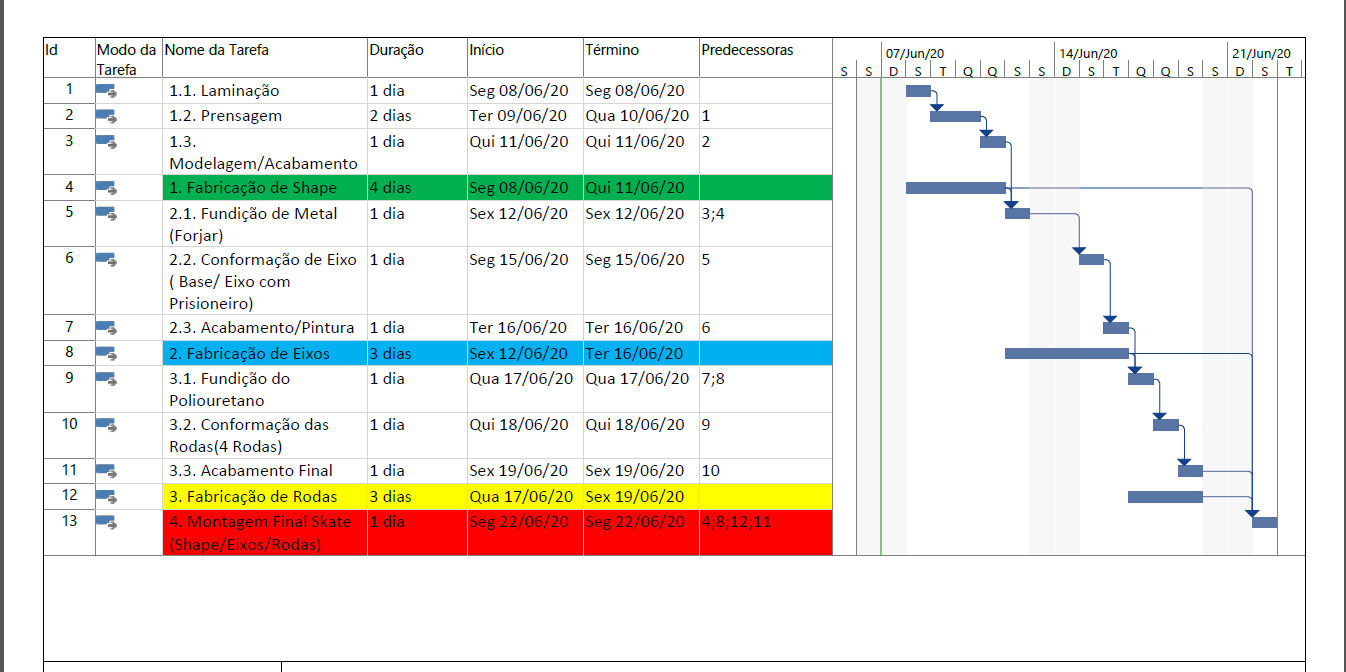 Id Modo da Tarefa Nome da Tarefa Duração Início Término Predecessoras
07/Jun/20 14/Jun/20 21/Jun/20
S S D S T Q Q S S D S T Q Q S S D S T
1 1.1. Laminação 1 dia Seg 08/06/20 Seg 08/06/20
2 1.2. Prensagem 2 dias Ter 09/06/20 Qua 10/06/20 1
3 1.3. 1 dia Qui 11/06/20 Qui 11/06/20 2
Modelagem/Acabamento
4 1. Fabricação de Shape 4 dias Seg 08/06/20 Qui 11/06/20
5 2.1. Fundição de Metal 1 dia Sex 12/06/20 Sex 12/06/20 3;4
(Forjar)
6 2.2. Conformação de Eixo 1 dia Seg 15/06/20 Seg 15/06/20 5
( Base/ Eixo com
Prisioneiro)
7 2.3. Acabamento/Pintura 1 dia Ter 16/06/20 Ter 16/06/20 6
8 2. Fabricação de Eixos 3 dias Sex 12/06/20 Ter 16/06/20
9 3.1. Fundição do 1 dia Qua 17/06/20 Qua 17/06/20 7;8
Poliouretano
10 3.2. Conformação das 1 dia Qui 18/06/20 Qui 18/06/20 9
Rodas(4 Rodas)
11 3.3. Acabamento Final 1 dia Sex 19/06/20 Sex 19/06/20 10
12 3. Fabricação de Rodas 3 dias Qua 17/06/20 Sex 19/06/20
13 4. Montagem Final Skate 1 dia Seg 22/06/20 Seg 22/06/20 4;8;12;11
(Shape/Eixos/Rodas)